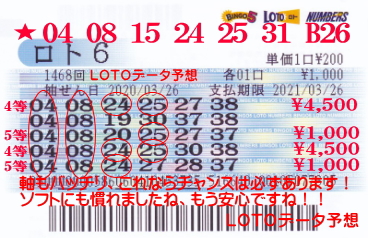 BINGO5 LOTO NUMBERS
★ 04 08 15 24 25 31 B26
ロト6
単価1口¥200
1468回 LOTOデータ予想 各01口 ¥1,000
抽せん日 2020/03/26 支払期限 2021/03/26
4等 04 08 24 25 27 38 ¥4,500
04 08 19 30 37 38
5等 04 08 20 25 27 37 ¥1,000
4等 04 08 24 25 30 38 ¥4,500
5等 04 08 24 27 28 38 ¥1,000
軸もバッチリ、これならチャンスは必ずあります!
ソフトにも慣れましたね、もう安心ですね!!
LOTOデータ予想